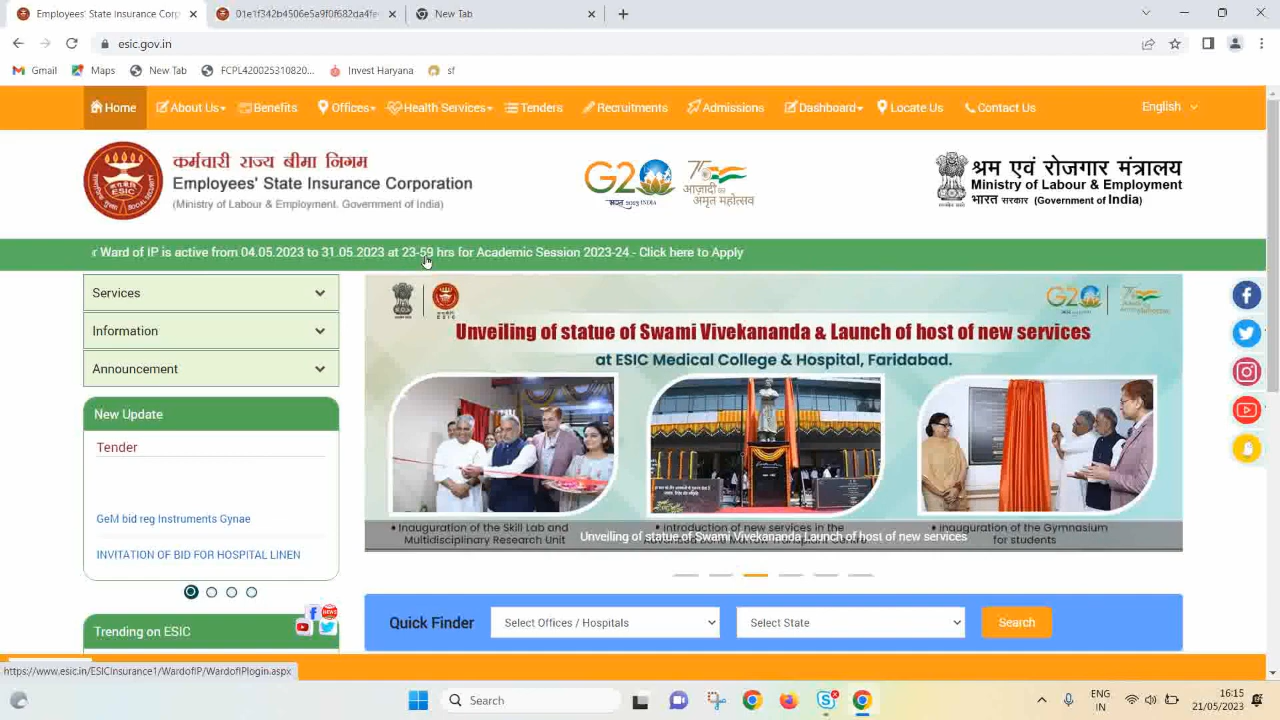 Employees' State Insurance Corp
01e1f342b4506e5a9f0f682da4fe
New Tab
esic.gov.in
Gmail
Maps
New Tab
FCPL420025310820...
Invest Haryana
sf
Home
About Us
Benefits
Offices
Health Services
Tenders
Recruitments
Admissions
Dashboard
Locate Us
Contact Us
English
कर्मचारी राज्य बीमा निगम
Employees' State Insurance Corporation
(Ministry of Labour & Employment, Government of India)
G20
भारत 2023 INDIA
75
आज़ादी का
अमृत महोत्सव
श्रम एवं रोजगार मंत्रालय
Ministry of Labour & Employment
भारत सरकार (Government of India)
r Ward of IP is active from 04.05.2023 to 31.05.2023 at 23-59 hrs for Academic Session 2023-24 - Click here to Apply
Services
Information
Announcement
New Update
Tender
GeM bid reg Instruments Gynae
INVITATION OF BID FOR HOSPITAL LINEN
Trending on ESIC
G20
Unveiling of statue of Swami Vivekananda & Launch of host of new services
at ESIC Medical College & Hospital, Faridabad.
• Inauguration of the Skill Lab and
Multidisciplinary Research Unit
• Introduction of new services in the
Advanced Bone Marrow Transplant Centre
• Inauguration of the Gymnasium
for students
Unveiling of statue of Swami Vivekananda Launch of host of new services
Quick Finder
Select Offices / Hospitals
Select State
Search
https://www.esic.in/ESICInsurance1/WardofIP/WardofIPlogin.aspx
Search
ENG
IN
16:15
21/05/2023